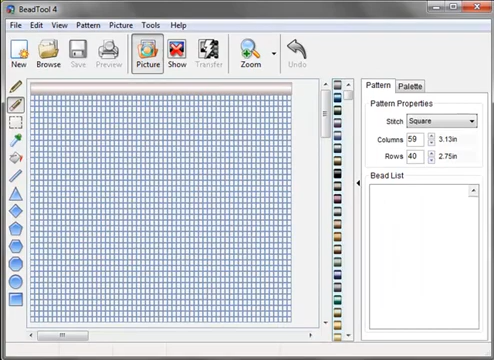 BeadTool 4
File Edit View Pattern Picture Tools Help
New Browse Save Preview Picture Show Transfer Zoom Undo
Pattern Palette
Pattern Properties
Stitch Square
Columns 59 3.13in
Rows 40 2.75in
Bead List